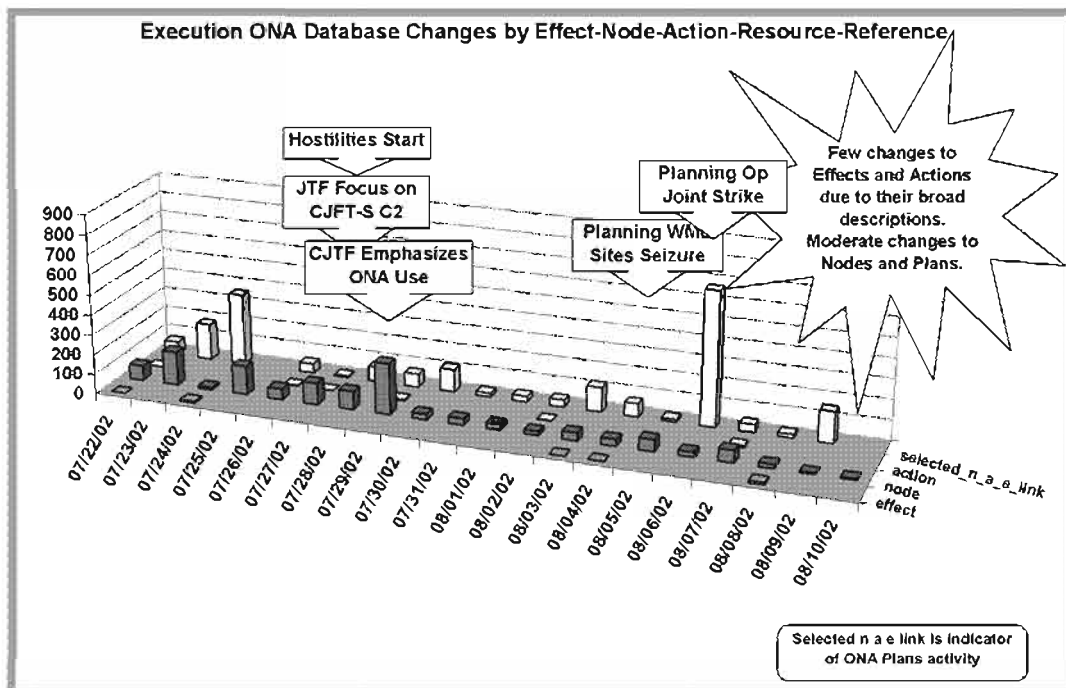 Execution ONA Database Changes by Effect-Node-Action-Resource-Reference
Hostilities Start
JTF Focus on
CJFT-S C2
CJTF Emphasizes
ONA Use
Planning Op
Joint Strike
Planning WMD
Sites Seizure
Few changes to
Effects and Actions
due to their broad
descriptions.
Moderate changes to
Nodes and Plans.
900
800
700
600
500
400
300
200
100
0
07/22/02
07/23/02
07/24/02
07/25/02
07/26/02
07/27/02
07/28/02
07/29/02
07/30/02
07/31/02
08/01/02
08/02/02
08/03/02
08/04/02
08/05/02
08/06/02
08/07/02
08/08/02
08/09/02
08/10/02
selected_n_a_e_link
action
node
effect
Selected n a e link is indicator
of ONA Plans activity